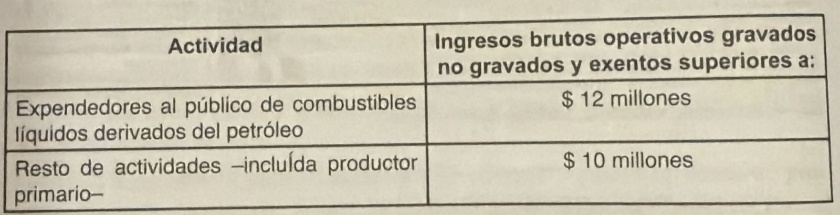 Actividad
Ingresos brutos operativos gravados
no gravados y exentos superiores a:
Expendedores al público de combustibles
líquidos derivados del petróleo
$ 12 millones
Resto de actividades –incluÍda productor
primario–
$ 10 millones